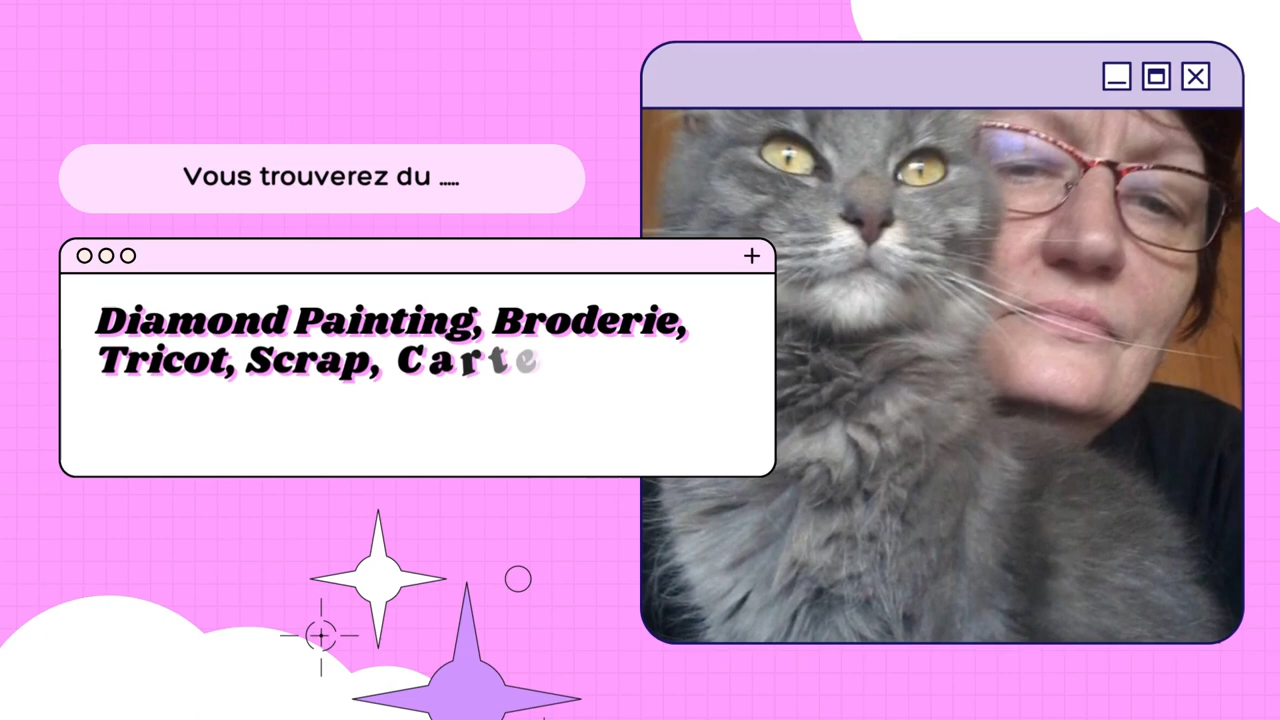 Vous trouverez du .....
Diamond Painting, Broderie,
Tricot, Scrap, Carte